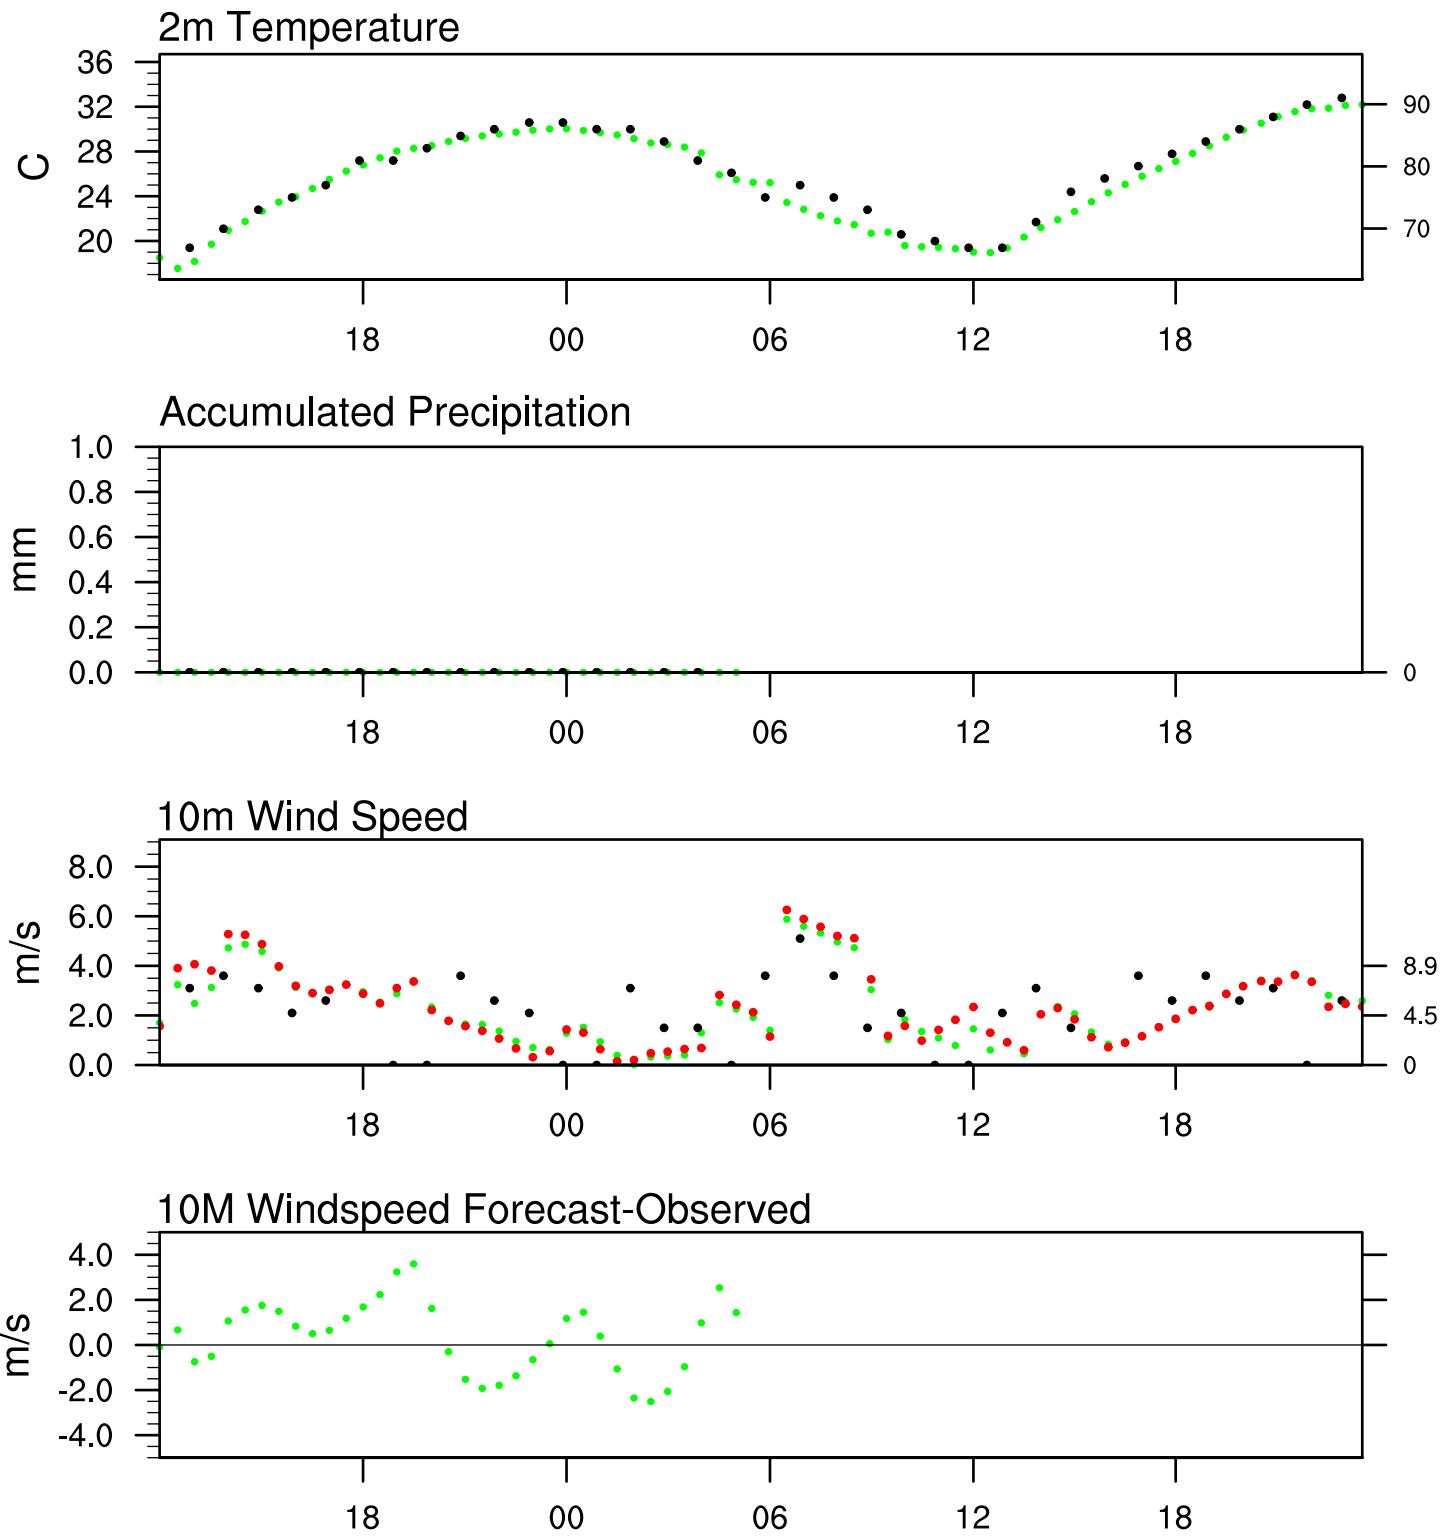 2m Temperature
36
32
28
24
20
C
90
80
70
18 00 06 12 18
Accumulated Precipitation
1.0
0.8
0.6
0.4
0.2
0.0
mm
0
18 00 06 12 18
10m Wind Speed
8.0
6.0
4.0
2.0
0.0
m/s
8.9
4.5
0
18 00 06 12 18
10M Windspeed Forecast-Observed
4.0
2.0
0.0
-2.0
-4.0
m/s
18 00 06 12 18